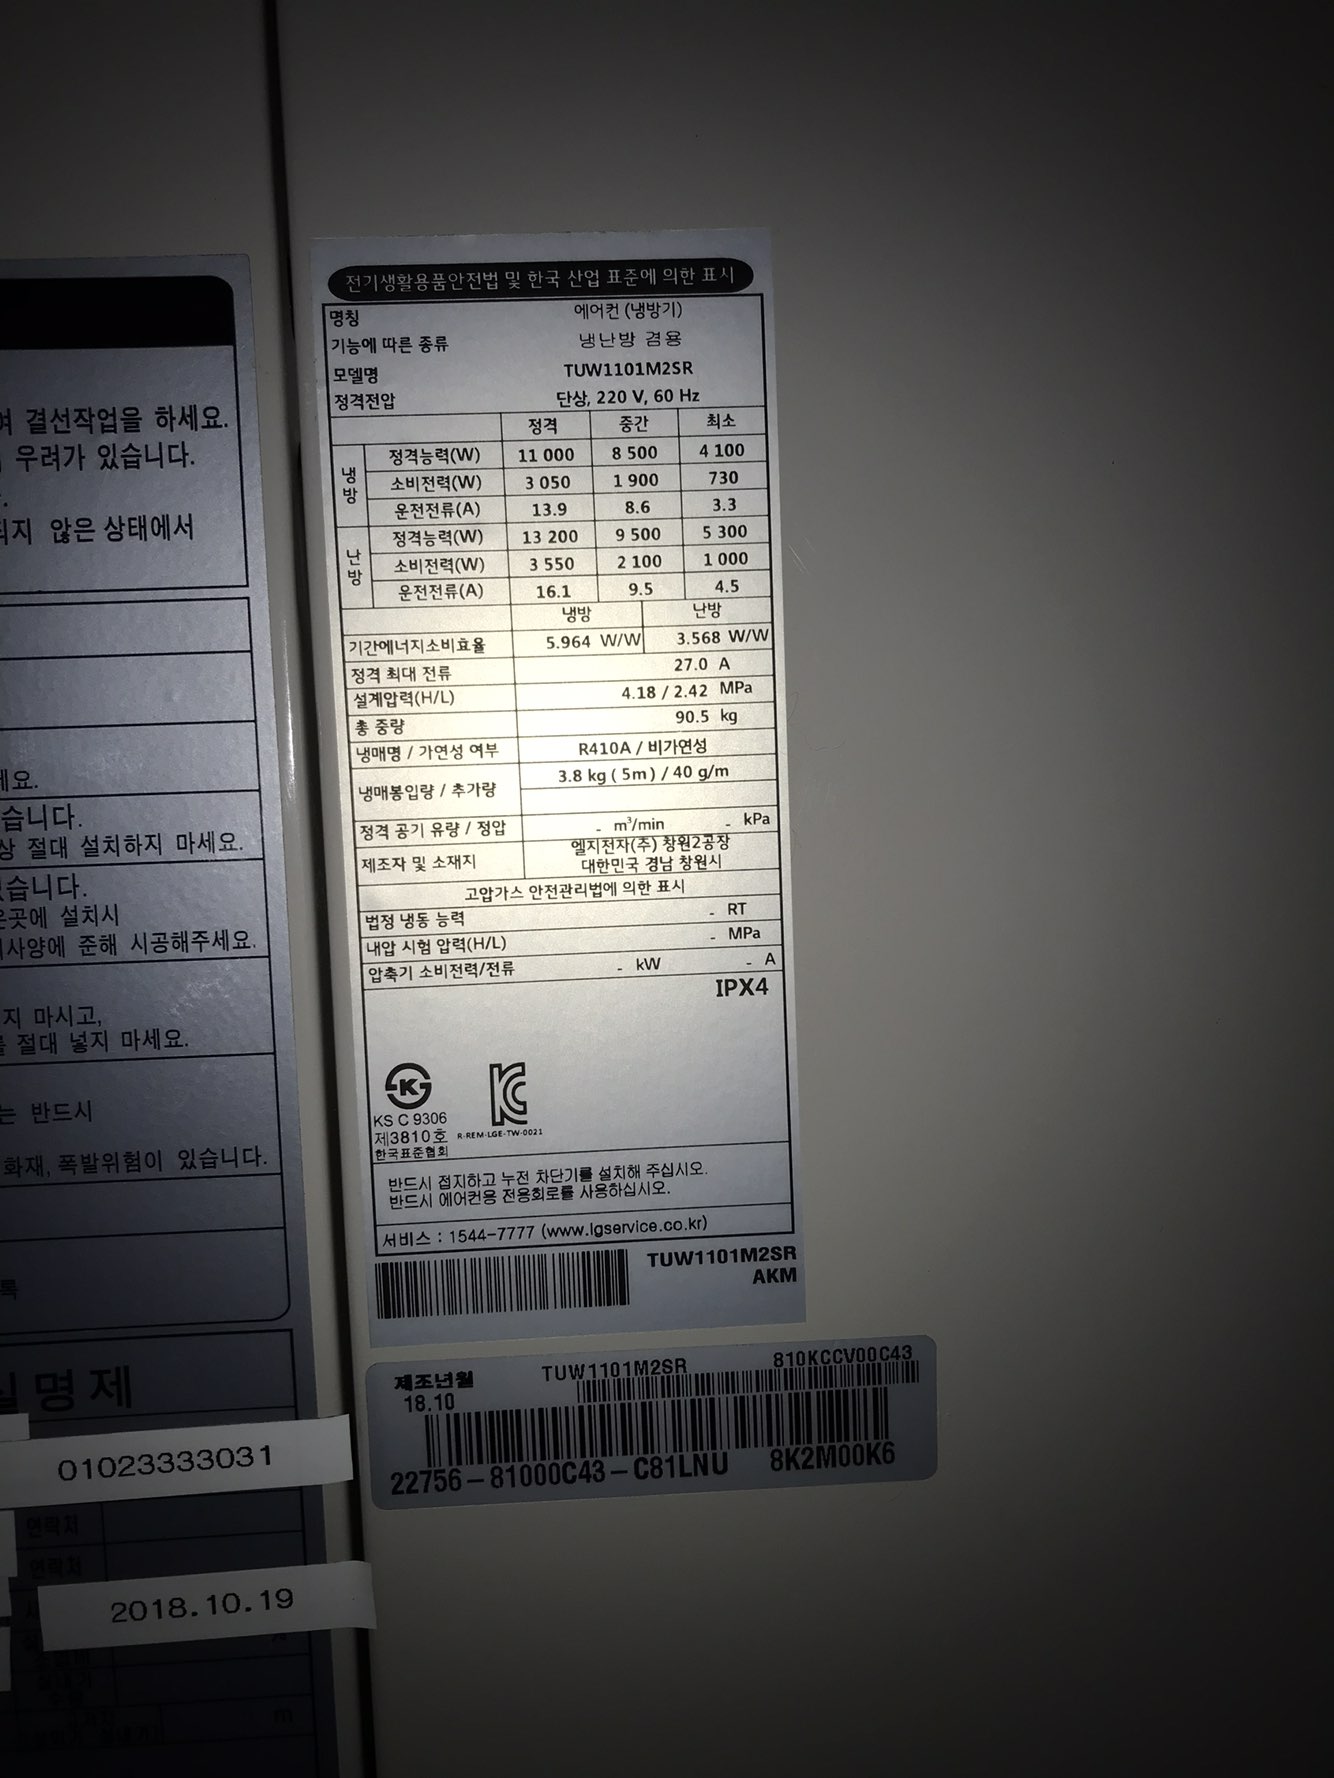 여 결선작업을 하세요.
우려가 있습니다.
되지 않은 상태에서
세요.
습니다.
상 절대 설치하지 마세요.
있습니다.
은곳에 설치시
사양에 준해 시공해주세요.
지 마시고,
를 절대 넣지 마세요.
는 반드시
화재, 폭발위험이 있습니다.
록
실명제
01023333031
연락처
연락처
2018.10.19
m
전기생활용품안전법 및 한국 산업 표준에 의한 표시
명칭 에어컨 (냉방기)
기능에 따른 종류 냉난방 겸용
모델명 TUW1101M2SR
정격전압 단상, 220 V, 60 Hz
정격 중간 최소
냉방
정격능력(W) 11 000 8 500 4 100
소비전력(W) 3 050 1 900 730
운전전류(A) 13.9 8.6 3.3
난방
정격능력(W) 13 200 9 500 5 300
소비전력(W) 3 550 2 100 1 000
운전전류(A) 16.1 9.5 4.5
냉방 난방
기간에너지소비효율 5.964 W/W 3.568 W/W
정격 최대 전류 27.0 A
설계압력(H/L) 4.18 / 2.42 MPa
총 중량 90.5 kg
냉매명 / 가연성 여부 R410A / 비가연성
냉매봉입량 / 추가량 3.8 kg ( 5m ) / 40 g/m
정격 공기 유량 / 정압 - m³/min - kPa
제조자 및 소재지 엘지전자(주) 창원2공장
대한민국 경남 창원시
고압가스 안전관리법에 의한 표시
법정 냉동 능력 - RT
내압 시험 압력(H/L) - MPa
압축기 소비전력/전류 - kW - A
IPX4
KS C 9306
제3810호
한국표준협회
R-REM-LGE-TW-0021
반드시 접지하고 누전 차단기를 설치해 주십시오.
반드시 에어컨용 전용회로를 사용하십시오.
서비스 : 1544-7777 (www.lgservice.co.kr)
TUW1101M2SR
AKM
제조년월 TUW1101M2SR 810KCCV00C43
18.10
22756-81000C43-C81LNU 8K2M00K6